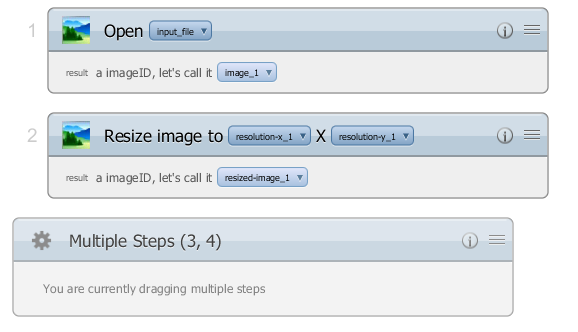 1 Open input_file
result a imageID, let's call it image_1
2 Resize image to resolution-x_1 X resolution-y_1
result a imageID, let's call it resized-image_1
Multiple Steps (3, 4)
You are currently dragging multiple steps